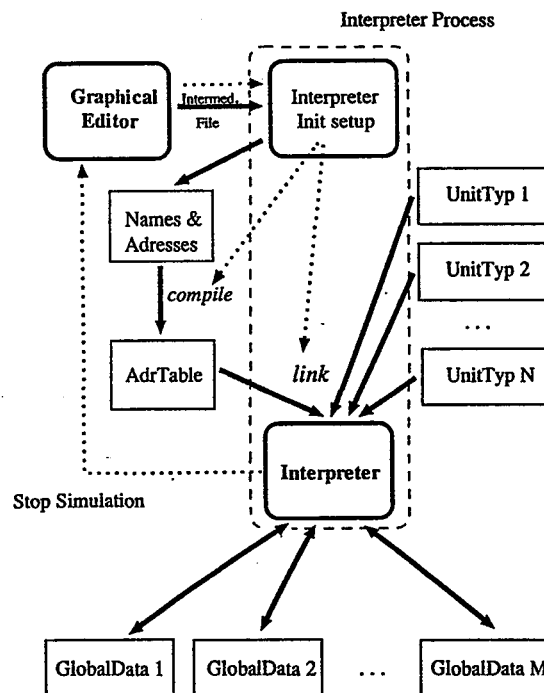 Interpreter Process
Graphical
Editor
Intermed.
File
Interpreter
Init setup
UnitTyp 1
Names &
Adresses
UnitTyp 2
compile
...
AdrTable
link
UnitTyp N
Interpreter
Stop Simulation
GlobalData 1
GlobalData 2
...
GlobalData M